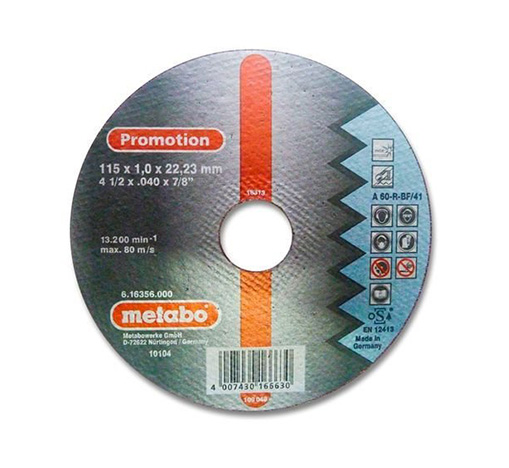 Promotion
115 x 1,0 x 22,23 mm
4 1/2 x .040 x 7/8"
A 60-R-BF/41
13.200 min-1
max. 80 m/s
6.16356.000
metabo
Metabowerke GmbH
D-72622 Nürtingen / Germany
10104
oSa
EN 12413
Made in
Germany
4 007430 166630